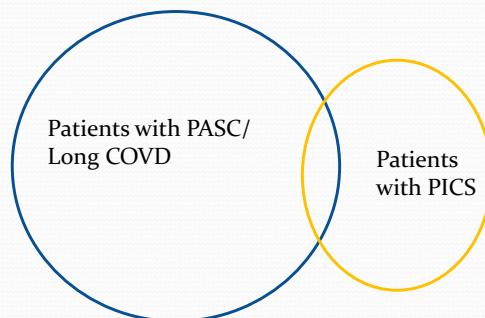 Patients with PASC/
Long COVD
Patients
with PICS